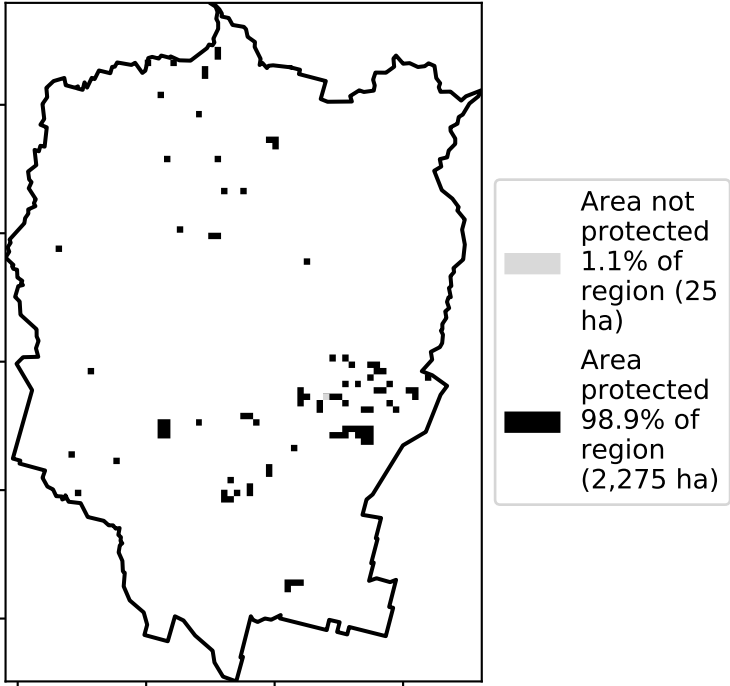 Area not
protected
1.1% of
region (25
ha)
Area
protected
98.9% of
region
(2,275 ha)